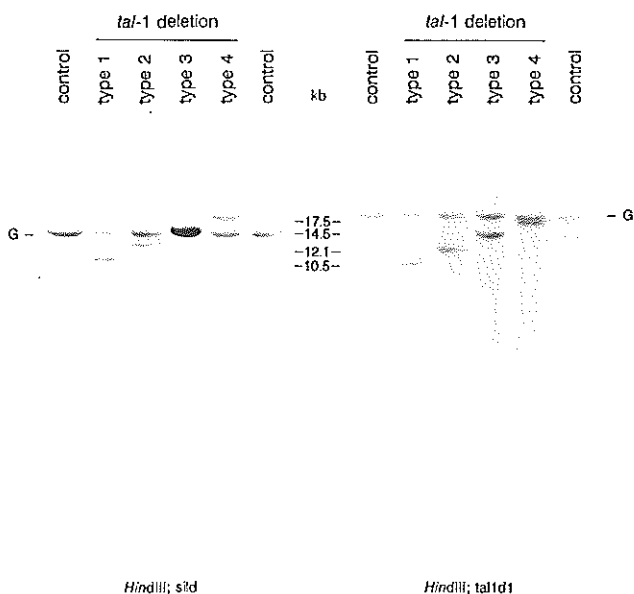 tal-1 deletion
tal-1 deletion
control
type 1
type 2
type 3
type 4
control
kb
control
type 1
type 2
type 3
type 4
control
G –
–17.5–
–14.5–
–12.1–
–10.5–
– G
HindIII; sild
HindIII; tal1d1